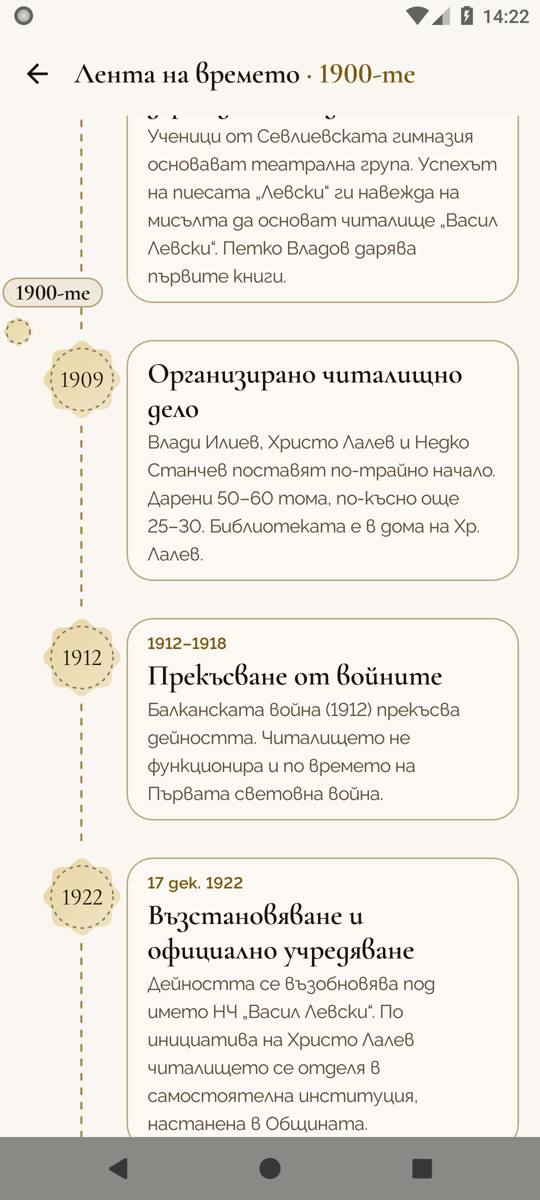 14:22
Лента на времето · 1900-те
Ученици от Севлиевската гимназия
основават театрална група. Успехът
на пиесата „Левски“ ги навежда на
мисълта да основат читалище „Васил
Левски“. Петко Владов дарява
първите книги.
1900-те
1909
Организирано читалищно
дело
Влади Илиев, Христо Лалев и Недко
Станчев поставят по-трайно начало.
Дарени 50–60 тома, по-късно още
25–30. Библиотеката е в дома на Хр.
Лалев.
1912
1912–1918
Прекъсване от войните
Балканската война (1912) прекъсва
дейността. Читалището не
функционира и по времето на
Първата световна война.
1922
17 дек. 1922
Възстановяване и
официално учредяване
Дейността се възобновява под
името НЧ „Васил Левски“. По
инициатива на Христо Лалев
читалището се отделя в
самостоятелна институция,
настанена в Общината.